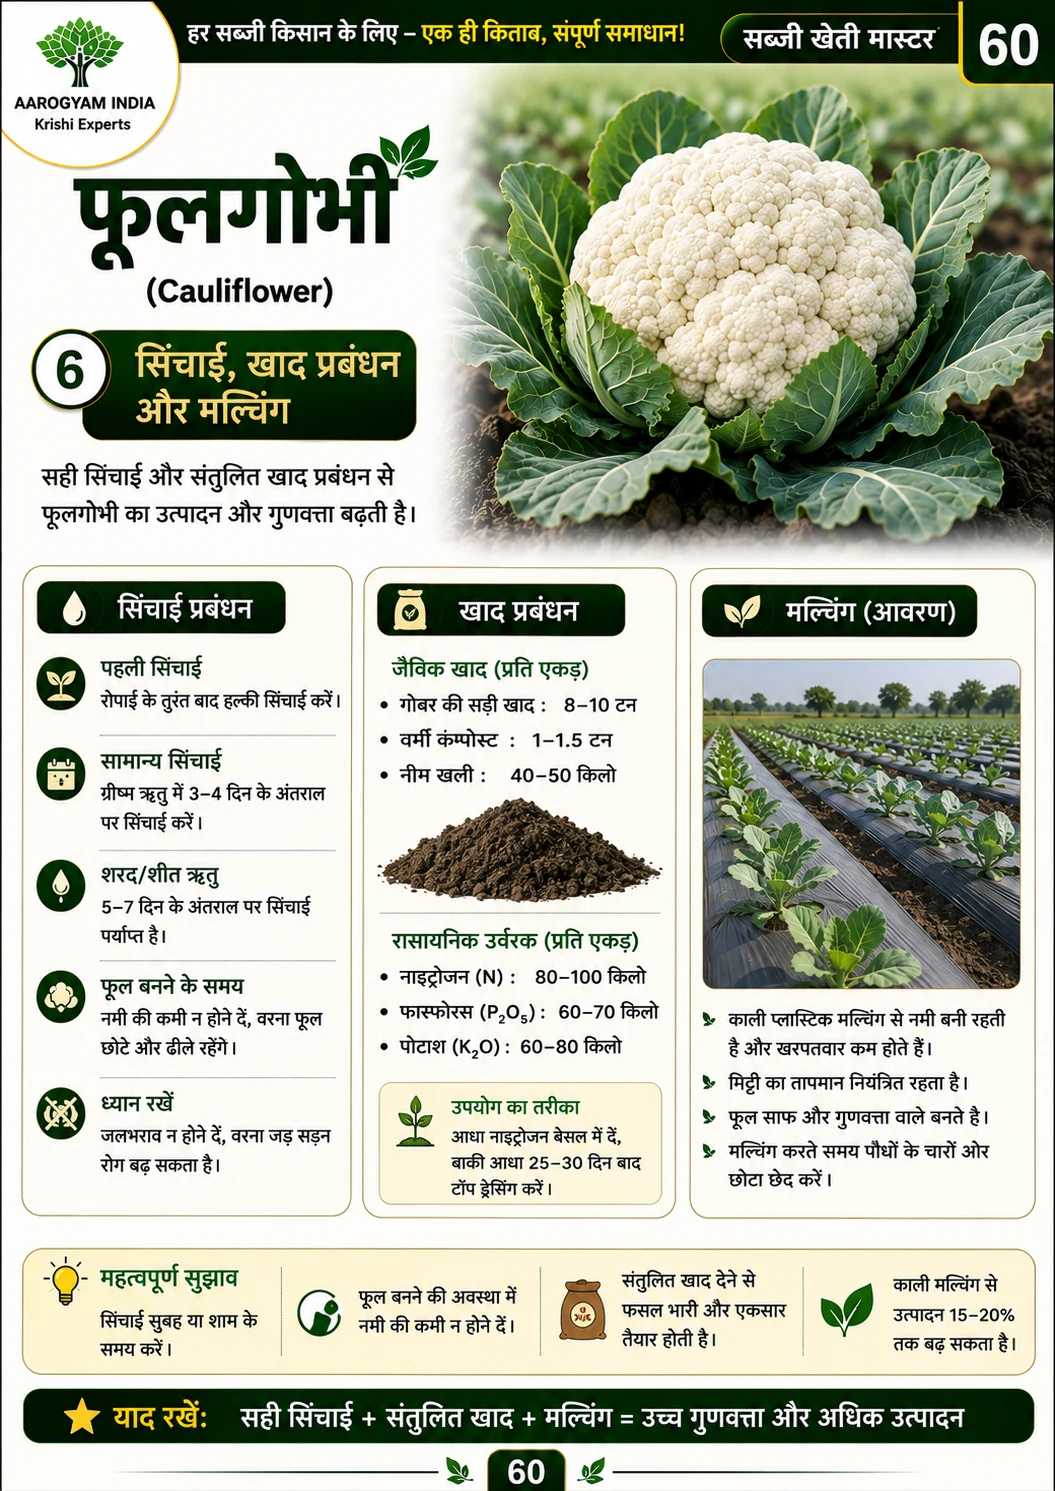 AAROGYAM INDIA
Krishi Experts
हर सब्जी किसान के लिए – एक ही किताब, संपूर्ण समाधान!
सब्जी खेती मास्टर
60
फूलगोभी
(Cauliflower)
6
सिंचाई, खाद प्रबंधन
और मल्चिंग
सही सिंचाई और संतुलित खाद प्रबंधन से
फूलगोभी का उत्पादन और गुणवत्ता बढ़ती है।
सिंचाई प्रबंधन
पहली सिंचाई
रोपाई के तुरंत बाद हल्की सिंचाई करें।
सामान्य सिंचाई
ग्रीष्म ऋतु में 3–4 दिन के अंतराल
पर सिंचाई करें।
शरद/शीत ऋतु
5–7 दिन के अंतराल पर सिंचाई
पर्याप्त है।
फूल बनने के समय
नमी की कमी न होने दें, वरना फूल
छोटे और ढीले रहेंगे।
ध्यान रखें
जलभराव न होने दें, वरना जड़ सड़न
रोग बढ़ सकता है।
खाद प्रबंधन
जैविक खाद (प्रति एकड़)
• गोबर की सड़ी खाद : 8–10 टन
• वर्मी कंम्पोस्ट : 1–1.5 टन
• नीम खली : 40–50 किलो
रासायनिक उर्वरक (प्रति एकड़)
• नाइट्रोजन (N) : 80–100 किलो
• फास्फोरस (P₂O₅) : 60–70 किलो
• पोटाश (K₂O) : 60–80 किलो
उपयोग का तरीका
आधा नाइट्रोजन बेसल में दें,
बाकी आधा 25–30 दिन बाद
टॉप ड्रेसिंग करें।
मल्चिंग (आवरण)
काली प्लास्टिक मल्चिंग से नमी बनी रहती
है और खरपतवार कम होते हैं।
मिट्टी का तापमान नियंत्रित रहता है।
फूल साफ और गुणवत्ता वाले बनते है।
मल्चिंग करते समय पौधों के चारों ओर
छोटा छेद करें।
महत्वपूर्ण सुझाव
सिंचाई सुबह या शाम के
समय करें।
फूल बनने की अवस्था में
नमी की कमी न होने दें।
संतुलित खाद देने से
फसल भारी और एकसार
तैयार होती है।
काली मल्चिंग से
उत्पादन 15–20%
तक बढ़ सकता है।
याद रखें: सही सिंचाई + संतुलित खाद + मल्चिंग = उच्च गुणवत्ता और अधिक उत्पादन
60